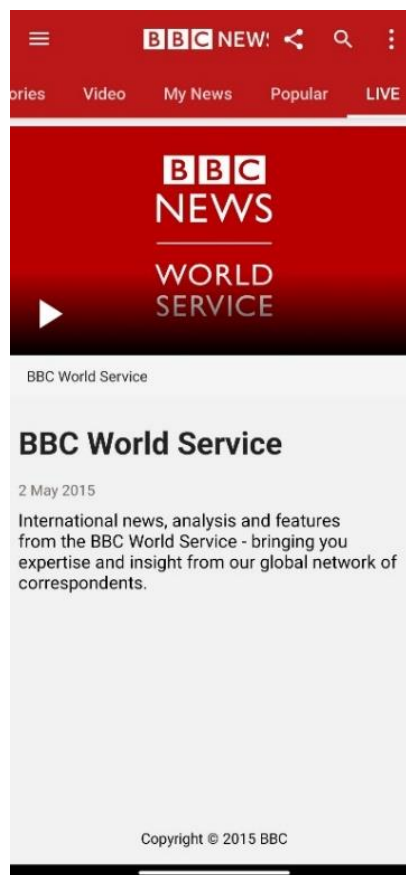 BBC NEWS
ories Video My News Popular LIVE
BBC
NEWS
WORLD
SERVICE
BBC World Service
BBC World Service
2 May 2015
International news, analysis and features
from the BBC World Service - bringing you
expertise and insight from our global network of
correspondents.
Copyright © 2015 BBC